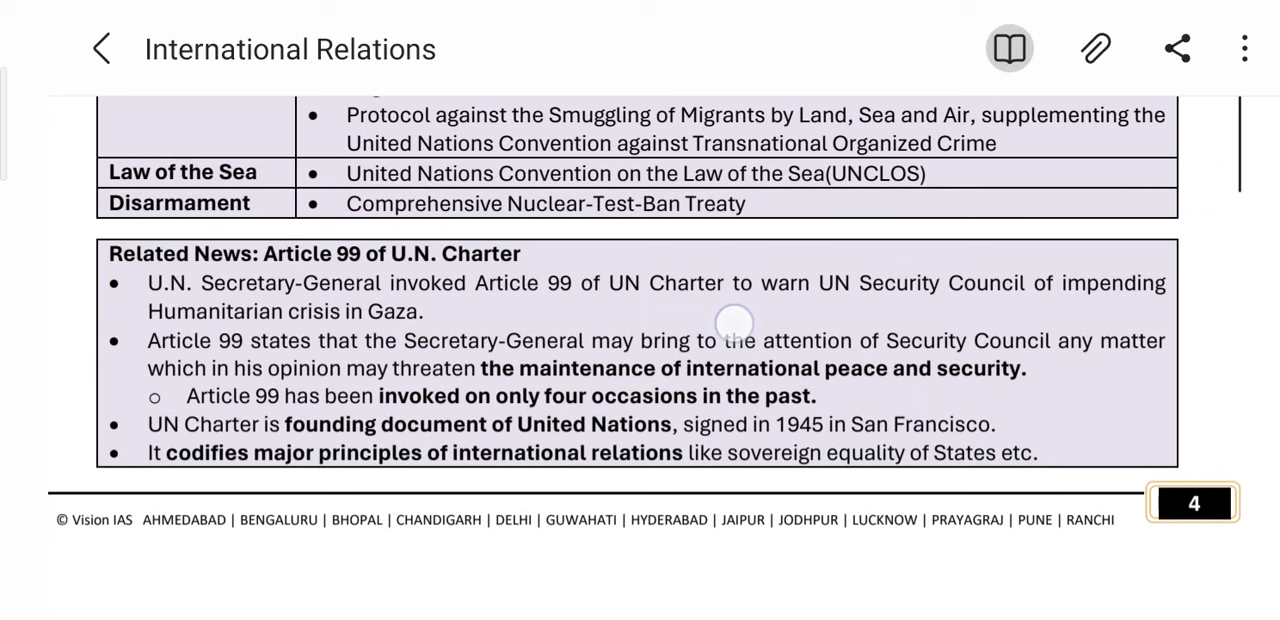 International Relations
• Protocol against the Smuggling of Migrants by Land, Sea and Air, supplementing the
United Nations Convention against Transnational Organized Crime
Law of the Sea • United Nations Convention on the Law of the Sea(UNCLOS)
Disarmament • Comprehensive Nuclear-Test-Ban Treaty
Related News: Article 99 of U.N. Charter
• U.N. Secretary-General invoked Article 99 of UN Charter to warn UN Security Council of impending
Humanitarian crisis in Gaza.
• Article 99 states that the Secretary-General may bring to the attention of Security Council any matter
which in his opinion may threaten the maintenance of international peace and security.
o Article 99 has been invoked on only four occasions in the past.
• UN Charter is founding document of United Nations, signed in 1945 in San Francisco.
• It codifies major principles of international relations like sovereign equality of States etc.
4
© Vision IAS AHMEDABAD | BENGALURU | BHOPAL | CHANDIGARH | DELHI | GUWAHATI | HYDERABAD | JAIPUR | JODHPUR | LUCKNOW | PRAYAGRAJ | PUNE | RANCHI